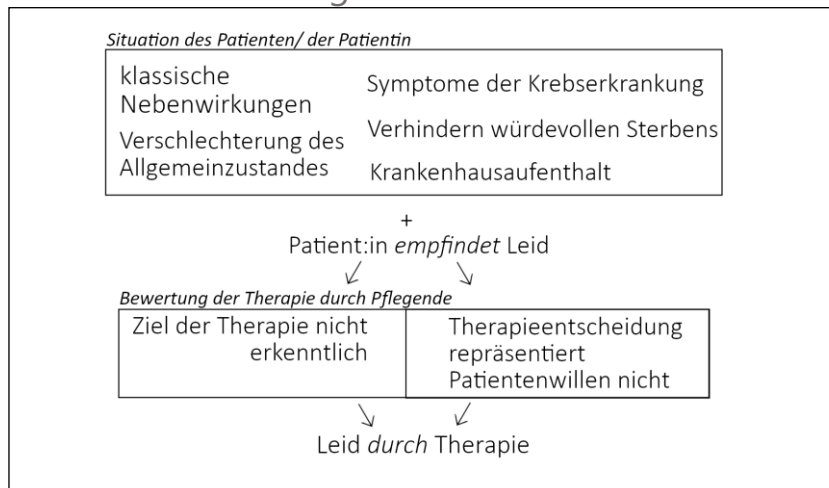 Situation des Patienten/ der Patientin
klassische
Nebenwirkungen
Verschlechterung des
Allgemeinzustandes
Symptome der Krebserkrankung
Verhindern würdevollen Sterbens
Krankenhausaufenthalt
+
Patient:in empfindet Leid
Bewertung der Therapie durch Pflegende
Ziel der Therapie nicht
erkenntlich
Therapieentscheidung
repräsentiert
Patientenwillen nicht
Leid durch Therapie